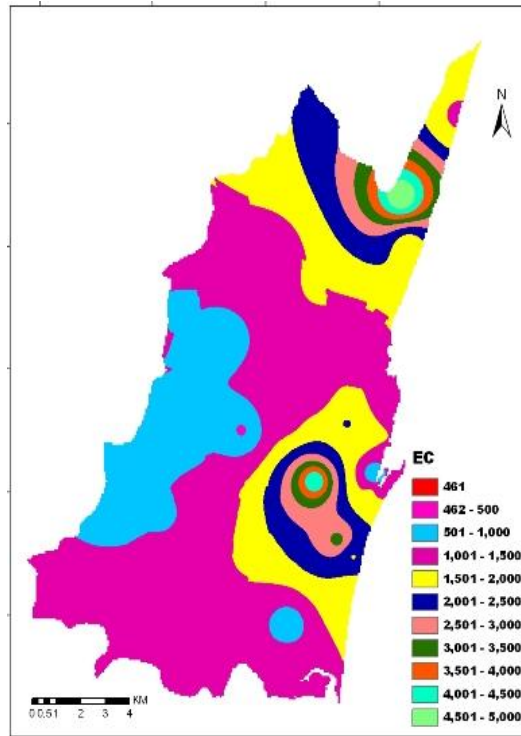 N
EC
461
462 - 500
501 - 1,000
1,001 - 1,500
1,501 - 2,000
2,001 - 2,500
2,501 - 3,000
3,001 - 3,500
3,501 - 4,000
4,001 - 4,500
4,501 - 5,000
KM
0 0.5 1 2 3 4